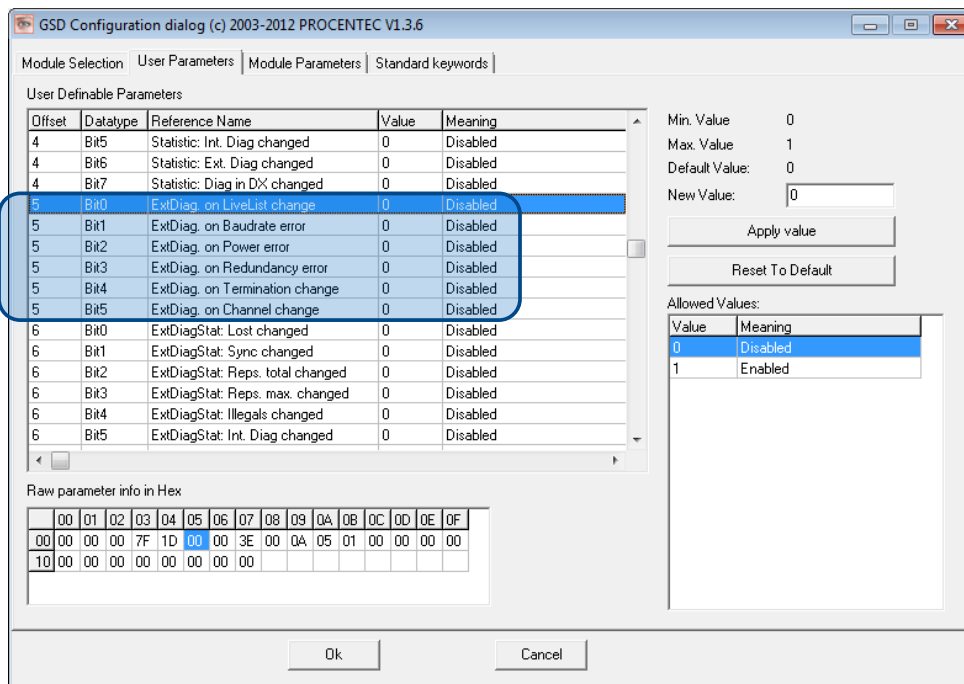 GSD Configuration dialog (c) 2003-2012 PROCENTEC V1.3.6
Module Selection User Parameters Module Parameters Standard keywords
User Definable Parameters
Offset Datatype Reference Name Value Meaning
4 Bit5 Statistic: Int. Diag changed 0 Disabled
4 Bit6 Statistic: Ext. Diag changed 0 Disabled
4 Bit7 Statistic: Diag in DX changed 0 Disabled
5 Bit0 ExtDiag. on LiveList change 0 Disabled
5 Bit1 ExtDiag. on Baudrate error 0 Disabled
5 Bit2 ExtDiag. on Power error 0 Disabled
5 Bit3 ExtDiag. on Redundancy error 0 Disabled
5 Bit4 ExtDiag. on Termination change 0 Disabled
5 Bit5 ExtDiag. on Channel change 0 Disabled
6 Bit0 ExtDiagStat: Lost changed 0 Disabled
6 Bit1 ExtDiagStat: Sync changed 0 Disabled
6 Bit2 ExtDiagStat: Reps. total changed 0 Disabled
6 Bit3 ExtDiagStat: Reps. max. changed 0 Disabled
6 Bit4 ExtDiagStat: Illegals changed 0 Disabled
6 Bit5 ExtDiagStat: Int. Diag changed 0 Disabled
Min. Value 0
Max. Value 1
Default Value: 0
New Value: 0
Apply value
Reset To Default
Allowed Values:
Value Meaning
0 Disabled
1 Enabled
Raw parameter info in Hex
00 01 02 03 04 05 06 07 08 09 0A 0B 0C 0D 0E 0F
00 00 00 00 7F 1D 00 00 3E 00 0A 05 01 00 00 00 00
10 00 00 00 00 00 00 00 00
Ok Cancel